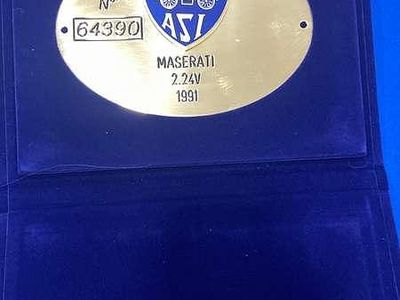 N°
64390
ASI
MASERATI
2.24V
1991